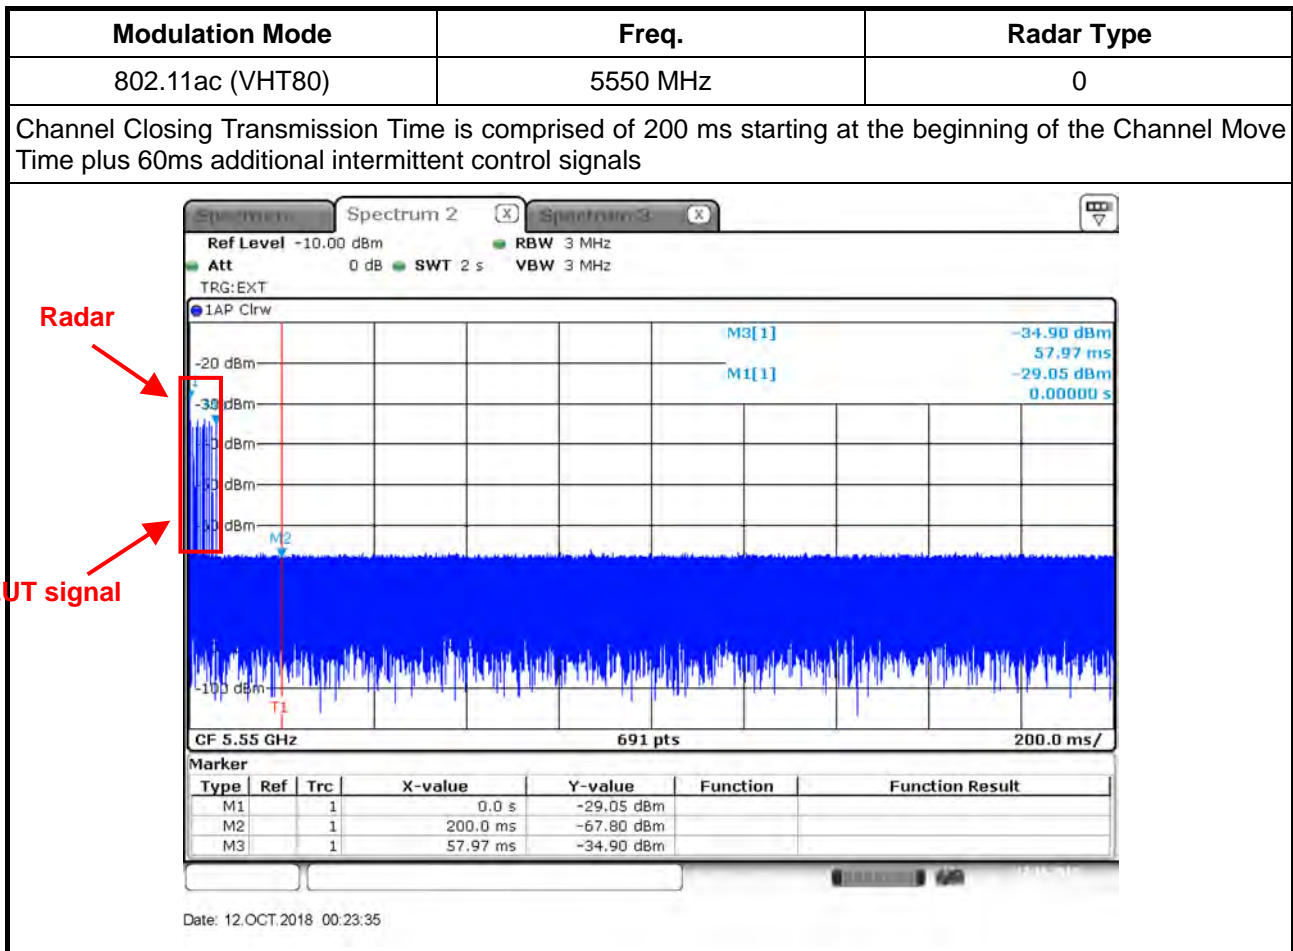 Modulation Mode Freq. Radar Type
802.11ac (VHT80) 5550 MHz 0
Channel Closing Transmission Time is comprised of 200 ms starting at the beginning of the Channel Move
Time plus 60ms additional intermittent control signals
Spectrum Spectrum 2 X Spectrum 3 X
Ref Level -10.00 dBm RBW 3 MHz
Att 0 dB SWT 2 s VBW 3 MHz
TRG:EXT
1AP Clrw
Radar
M3[1] -34.90 dBm
57.97 ms
-20 dBm
M1[1] -29.05 dBm
0.00000 s
-30 dBm
dBm
dBm
dBm
M2
UT signal
-100 dBm
T1
CF 5.55 GHz 691 pts 200.0 ms/
Marker
Type Ref Trc X-value Y-value Function Function Result
M1 1 0.0 s -29.05 dBm
M2 1 200.0 ms -67.80 dBm
M3 1 57.97 ms -34.90 dBm
Date: 12.OCT.2018 00:23:35